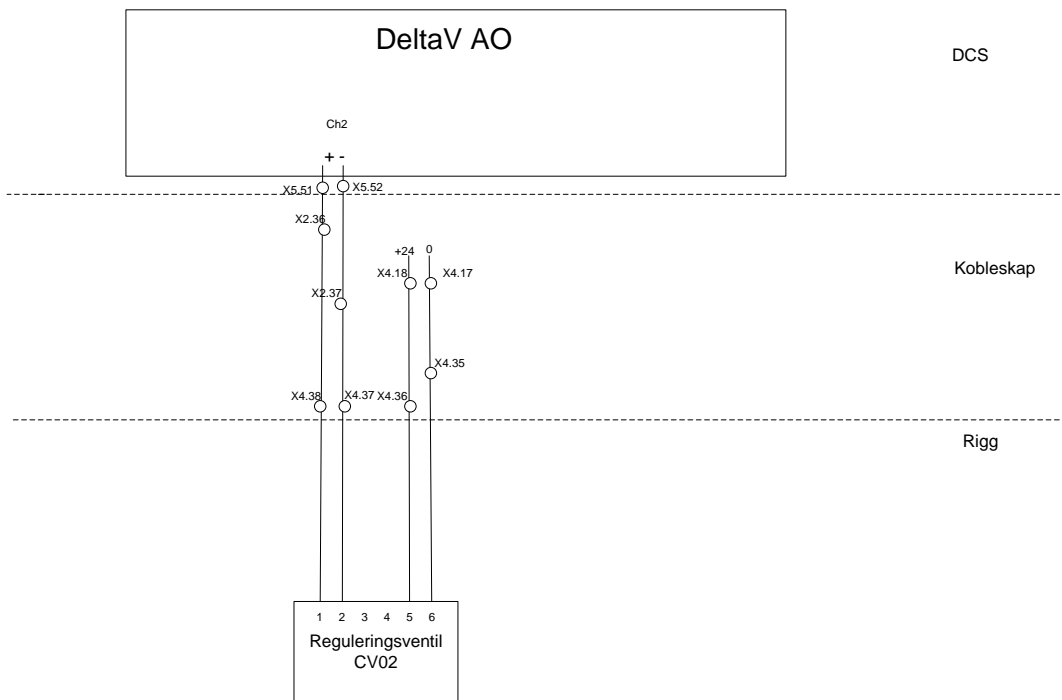 DeltaV AO
DCS
Ch2
+ -
X5.51
X5.52
X2.36
+24 0
Kobleskap
X4.18
X4.17
X2.37
X4.35
X4.38
X4.37
X4.36
Rigg
1 2 3 4 5 6
Reguleringsventil
CV02